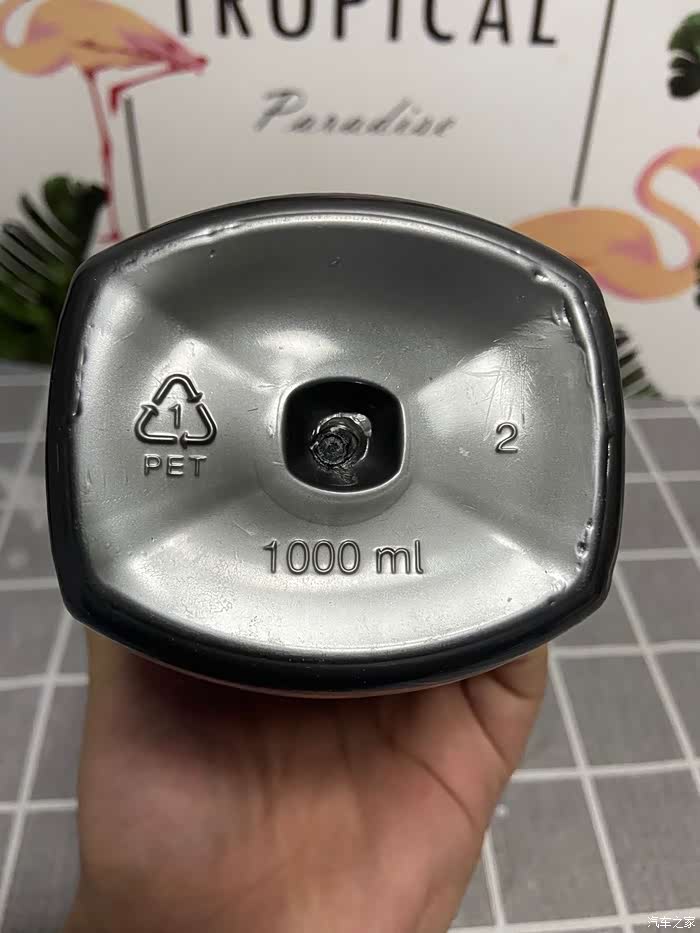 TROPICAL
Paradise
1
PET
2
1000 ml
汽车之家